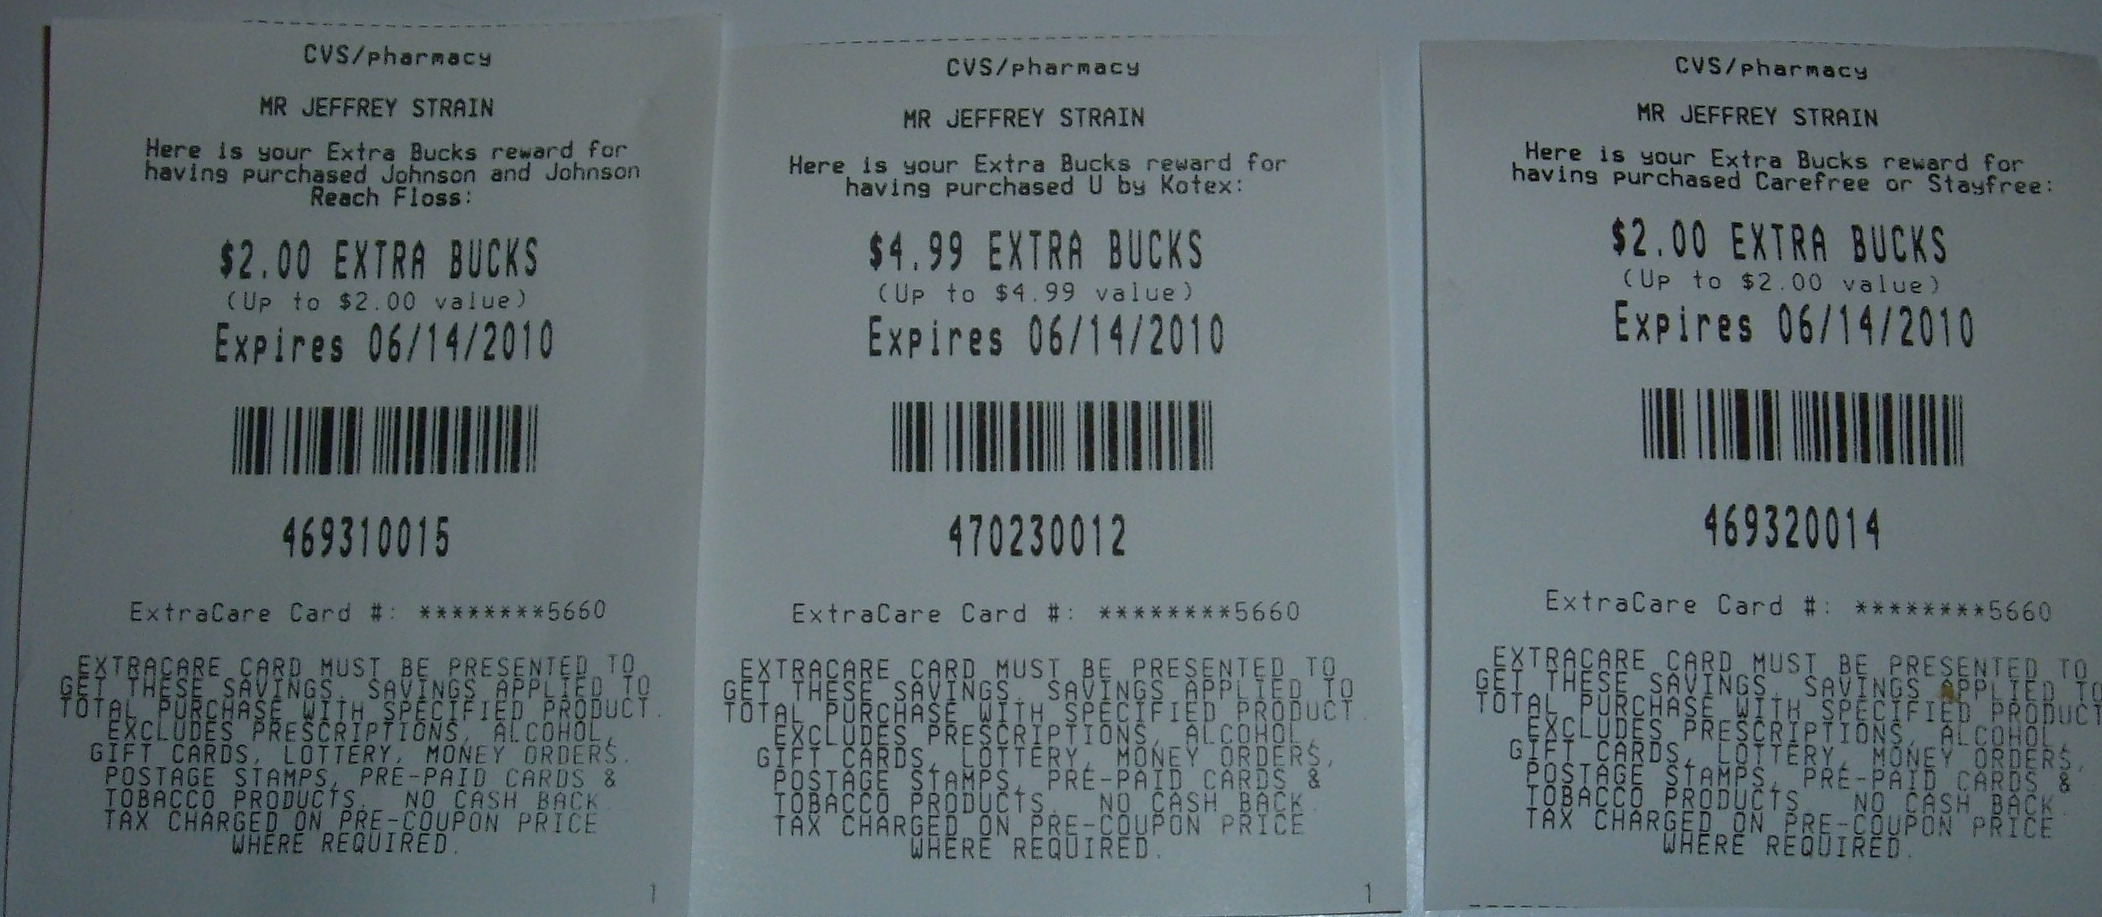 CVS/pharmacy
MR JEFFREY STRAIN
Here is your Extra Bucks reward for
having purchased Johnson and Johnson
Reach Floss:
$2.00 EXTRA BUCKS
(Up to $2.00 value)
Expires 06/14/2010
469310015
ExtraCare Card #: ********5660
EXTRACARE CARD MUST BE PRESENTED TO
GET THESE SAVINGS. SAVINGS APPLIED TO
TOTAL PURCHASE WITH SPECIFIED PRODUCT.
EXCLUDES PRESCRIPTIONS, ALCOHOL,
GIFT CARDS, LOTTERY, MONEY ORDERS,
POSTAGE STAMPS, PRE-PAID CARDS &
TOBACCO PRODUCTS. NO CASH BACK.
TAX CHARGED ON PRE-COUPON PRICE
WHERE REQUIRED.
1
CVS/pharmacy
MR JEFFREY STRAIN
Here is your Extra Bucks reward for
having purchased U by Kotex:
$4.99 EXTRA BUCKS
(Up to $4.99 value)
Expires 06/14/2010
470230012
ExtraCare Card #: ********5660
EXTRACARE CARD MUST BE PRESENTED TO
GET THESE SAVINGS. SAVINGS APPLIED TO
TOTAL PURCHASE WITH SPECIFIED PRODUCT.
EXCLUDES PRESCRIPTIONS, ALCOHOL,
GIFT CARDS, LOTTERY, MONEY ORDERS,
POSTAGE STAMPS, PRE-PAID CARDS &
TOBACCO PRODUCTS. NO CASH BACK.
TAX CHARGED ON PRE-COUPON PRICE
WHERE REQUIRED.
1
CVS/pharmacy
MR JEFFREY STRAIN
Here is your Extra Bucks reward for
having purchased Carefree or Stayfree:
$2.00 EXTRA BUCKS
(Up to $2.00 value)
Expires 06/14/2010
469320014
ExtraCare Card #: ********5660
EXTRACARE CARD MUST BE PRESENTED TO
GET THESE SAVINGS. SAVINGS APPLIED TO
TOTAL PURCHASE WITH SPECIFIED PRODUCT
EXCLUDES PRESCRIPTIONS, ALCOHOL,
GIFT CARDS, LOTTERY, MONEY ORDERS,
POSTAGE STAMPS, PRE-PAID CARDS &
TOBACCO PRODUCTS. NO CASH BACK.
TAX CHARGED ON PRE-COUPON PRICE
WHERE REQUIRED.